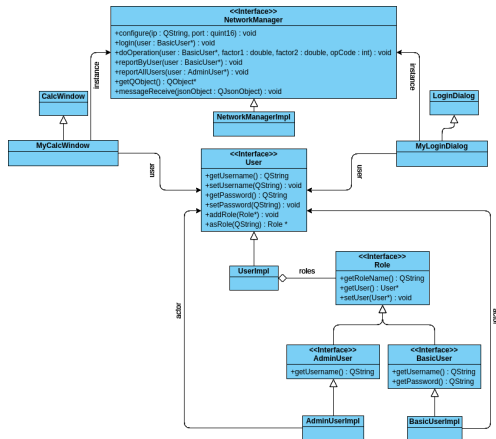 <<Interface>>
NetworkManager
+configure(ip : QString, port : quint16) : void
+login(user : BasicUser*) : void
+doOperation(user : BasicUser*, factor1 : double, factor2 : double, opCode : int) : void
+reportByUser(user : BasicUser*) : void
+reportAllUsers(user : AdminUser*) : void
+getQObject() : QObject*
+messageReceive(jsonObject : QJsonObject) : void
instance
instance
CalcWindow
LoginDialog
NetworkManagerImpl
MyCalcWindow
MyLoginDialog
<<Interface>>
User
+getUsername() : QString
+setUsername(QString) : void
+getPassword() : QString
+setPassword(QString) : void
+addRole(Role*) : void
+asRole(QString) : Role *
user
user
UserImpl
roles
<<Interface>>
Role
+getRoleName() : QString
+getUser() : User*
+setUser(User*) : void
actor
actor
<<Interface>>
AdminUser
+getUsername() : QString
<<Interface>>
BasicUser
+getUsername() : QString
+getPassword() : QString
AdminUserImpl
BasicUserImpl